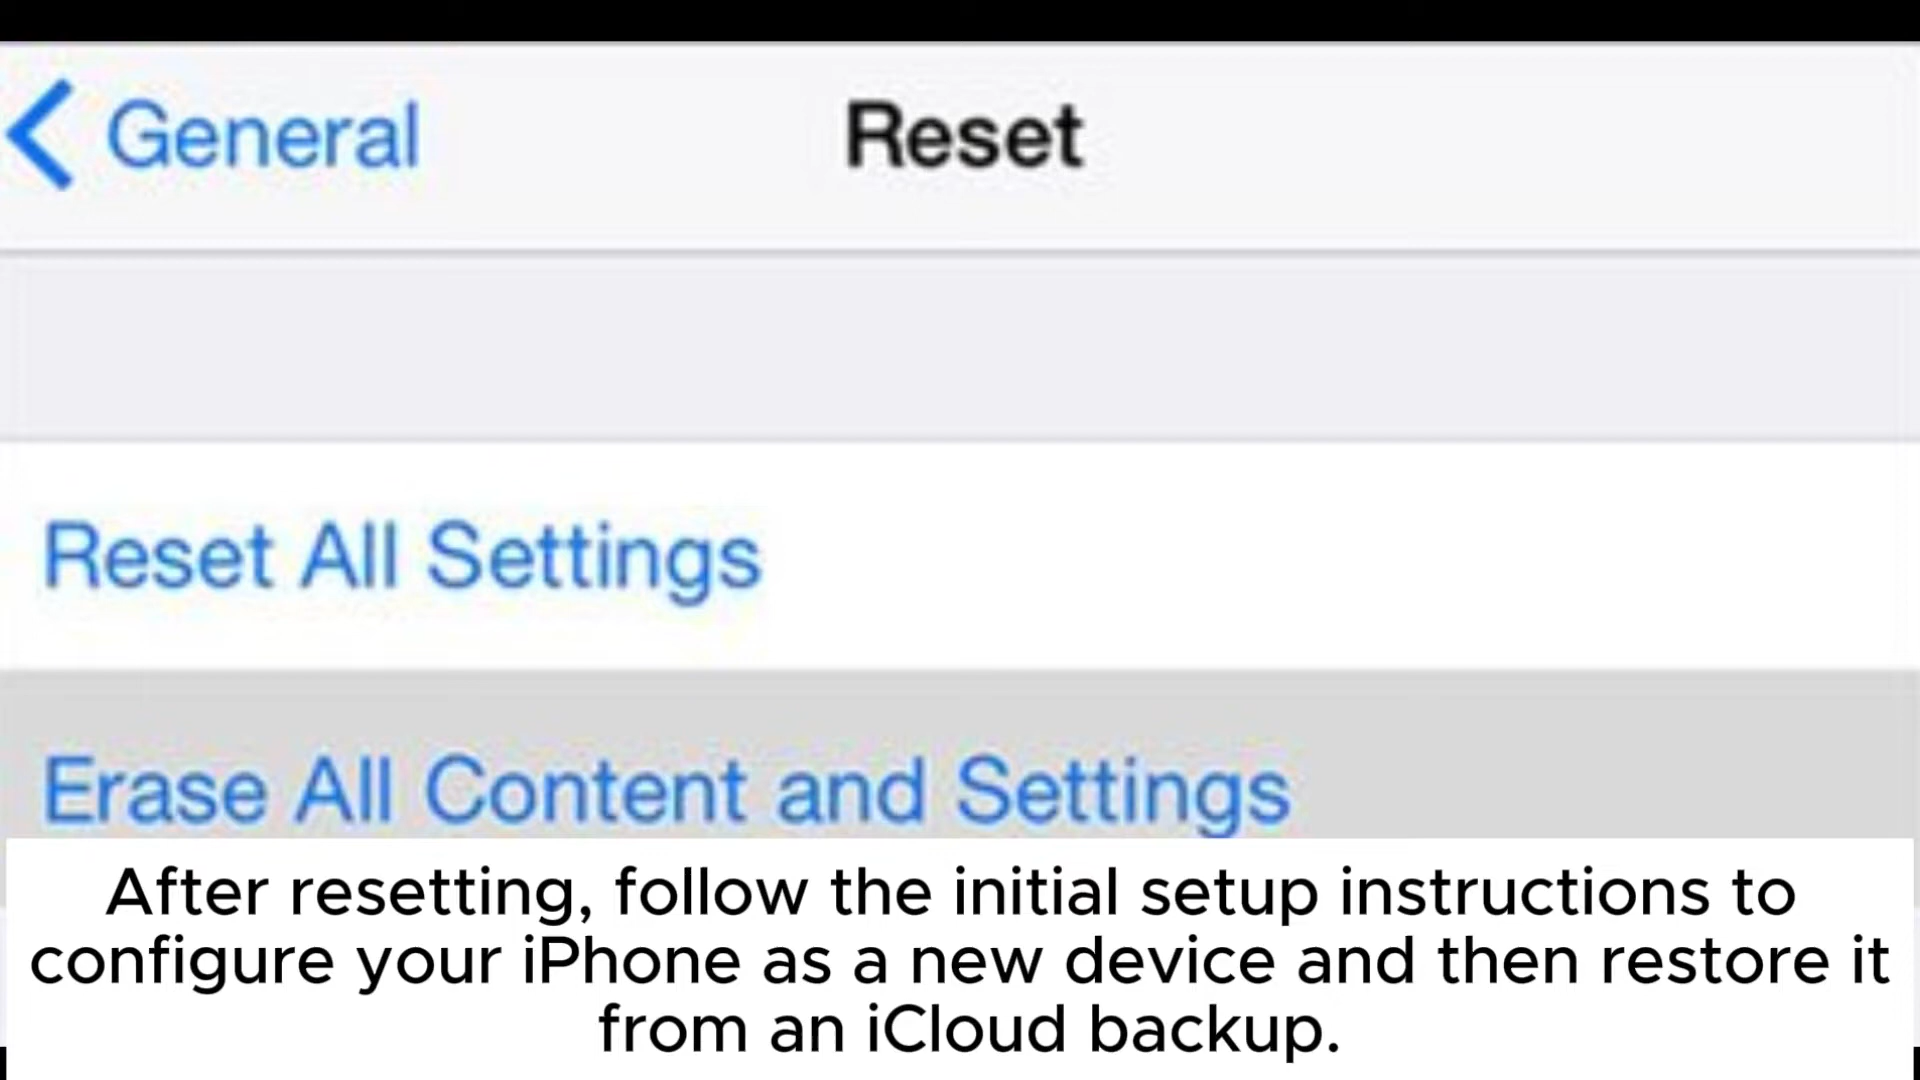 General
Reset
Reset All Settings
Erase All Content and Settings
After resetting, follow the initial setup instructions to
configure your iPhone as a new device and then restore it
from an iCloud backup.